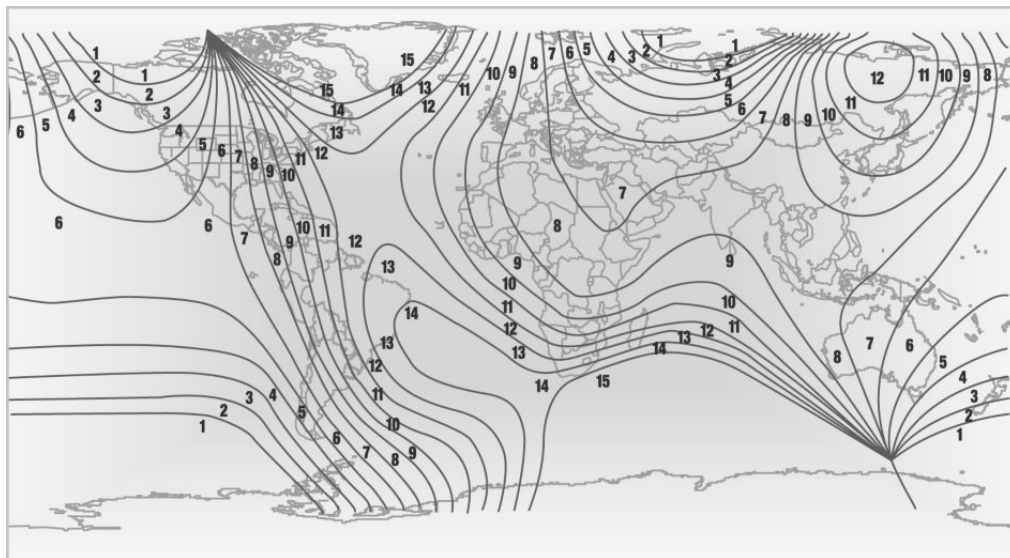 1 7 6 5 4 3 2 1 1
15 8 2
2 1 11 10 9 3 12 11 10 9 8
2 15 14 13 4
3 14 12 5 6 11
4 3 10
6 5 4 13 7 8 9
5 6 7 12
8 9 11
10
7
6 6 7 10 11 12 8
9 8 13 9 9
10
14 11 10
12 12 11
13 13 14 13 8 7 6
12 5 4
14 15
3 4 11 3
2 5 2
1 10 1
6 7 8 9